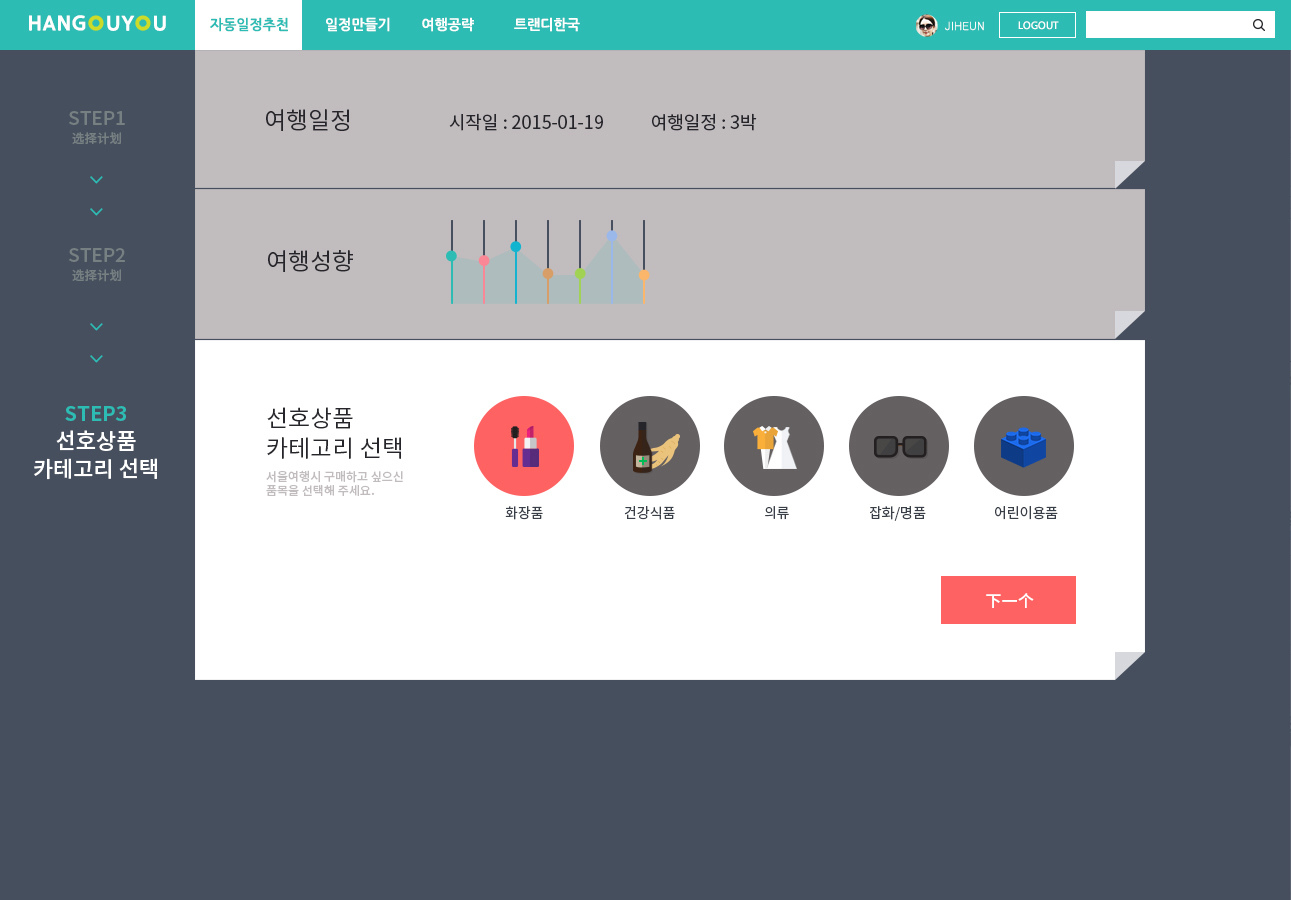 HANGOUYOU
자동일정추천
일정만들기
여행공략
트랜디한국
JIHEUN
LOGOUT
STEP1
选择计划
STEP2
选择计划
STEP3
선호상품
카테고리 선택
여행일정
시작일 : 2015-01-19
여행일정 : 3박
여행성향
선호상품
카테고리 선택
서울여행시 구매하고 싶으신
품목을 선택해 주세요.
화장품
건강식품
의류
잡화/명품
어린이용품
下一个